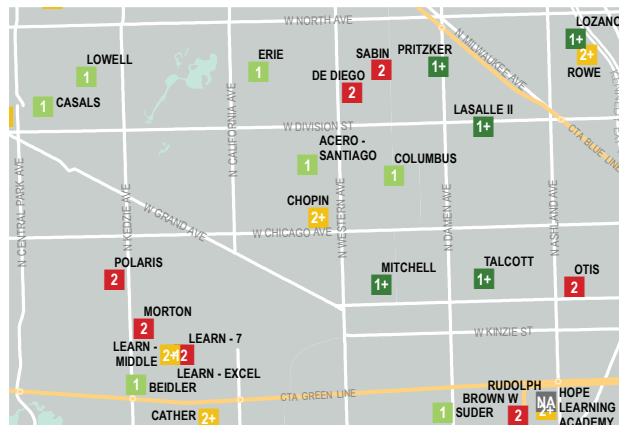 W NORTH AVE
LOZANO
1+
2+
ROWE
LOWELL
1
CASALS
1
ERIE
1
SABIN
2
DE DIEGO
2
PRITZKER
1+
N MILWAUKEE AVE
LASALLE II
1+
CTA BLUE LINE
W DIVISION ST
N CALIFORNIA AVE
ACERO -
SANTIAGO
1
COLUMBUS
1
CHOPIN
2+
N CENTRAL PARK AVE
N KEDZIE AVE
W GRAND AVE
W CHICAGO AVE
N WESTERN AVE
N DAMEN AVE
N ASHLAND AVE
POLARIS
2
MITCHELL
1+
TALCOTT
1+
OTIS
2
MORTON
2
W KINZIE ST
LEARN - 7
LEARN -
MIDDLE
2+
2
LEARN - EXCEL
1
BEIDLER
CTA GREEN LINE
CATHER
2+
RUDOLPH
BROWN W
2
SUDER
1
NA
2+
HOPE
LEARNING
ACADEMY